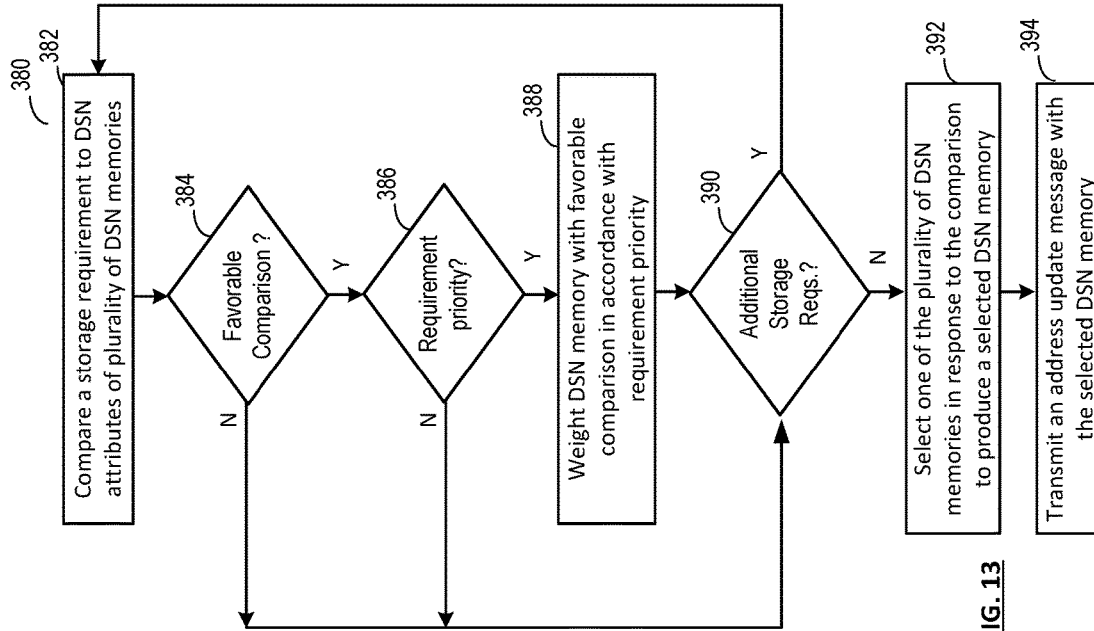 380
382
Compare a storage requirement to DSN
attributes of plurality of DSN memories
384
Favorable
Comparison ?
N
Y
386
Requirement
priority?
N
Y
388
Weight DSN memory with favorable
comparison in accordance with
requirement priority
390
Additional
Storage
Reqs.?
Y
N
392
Select one of the plurality of DSN
memories in response to the comparison
to produce a selected DSN memory
394
Transmit an address update message with
the selected DSN memory
IG. 13